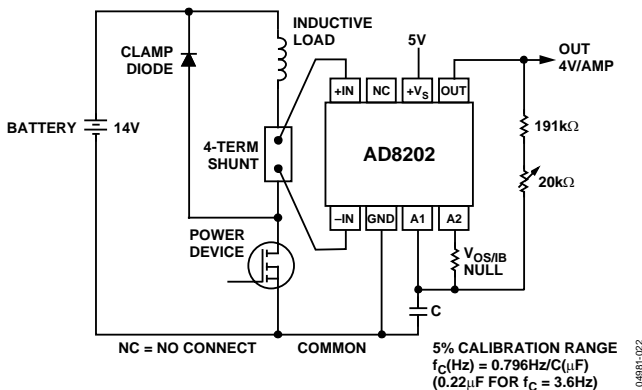 INDUCTIVE
LOAD
CLAMP
DIODE
5V
OUT
4V/AMP
+IN
NC
+VS
OUT
BATTERY
14V
4-TERM
SHUNT
AD8202
191kΩ
20kΩ
–IN
GND
A1
A2
POWER
DEVICE
VOS/IB
NULL
C
NC = NO CONNECT
COMMON
5% CALIBRATION RANGE
fC(Hz) = 0.796Hz/C(μF)
(0.22μF FOR fC = 3.6Hz)
04981-022